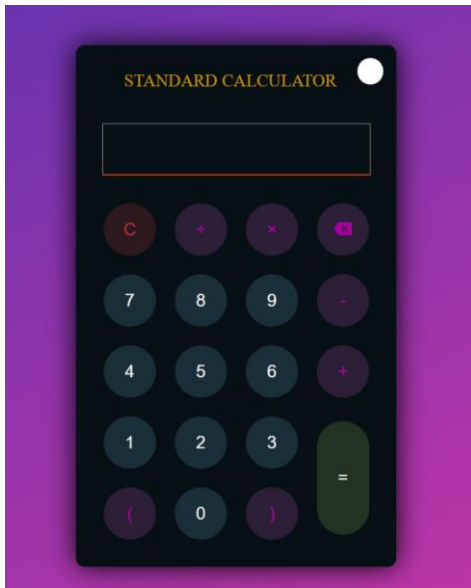 STANDARD CALCULATOR
C ÷ ×
7 8 9 -
4 5 6 +
1 2 3 =
( 0 )